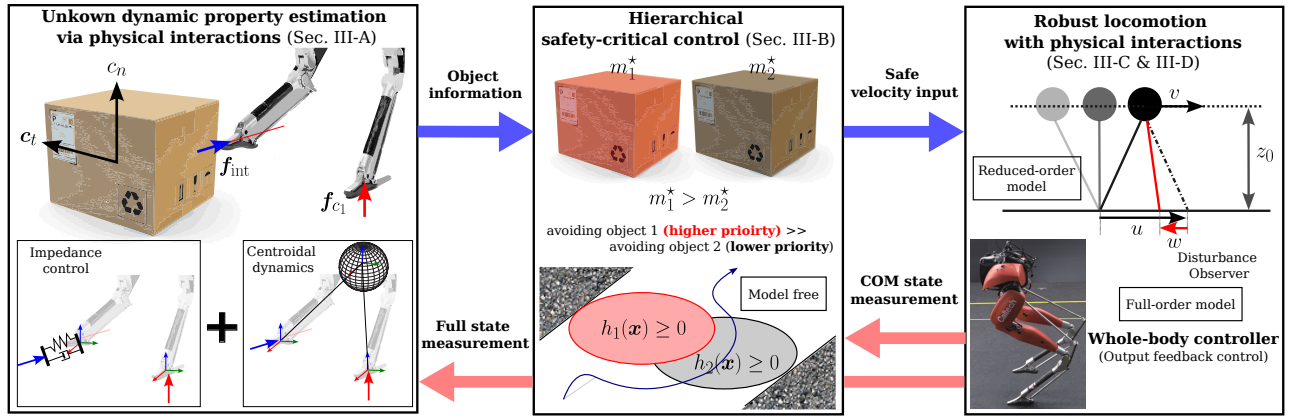 Unkown dynamic property estimation
via physical interactions (Sec. III-A)
c_n
c_t
f_int
f_{c_1}
Impedance
control
Centroidal
dynamics
Object
information
Full state
measurement
Hierarchical
safety-critical control (Sec. III-B)
m_1^⋆
m_2^⋆
m_1^⋆ > m_2^⋆
avoiding object 1 (higher prioirty) >>
avoiding object 2 (lower priority)
Model free
h_1(x) ≥ 0
h_2(x) ≥ 0
Safe
velocity input
COM state
measurement
Robust locomotion
with physical interactions
(Sec. III-C & III-D)
v
z_0
Reduced-order
model
u
w
Disturbance
Observer
Full-order model
Whole-body controller
(Output feedback control)
Caltech